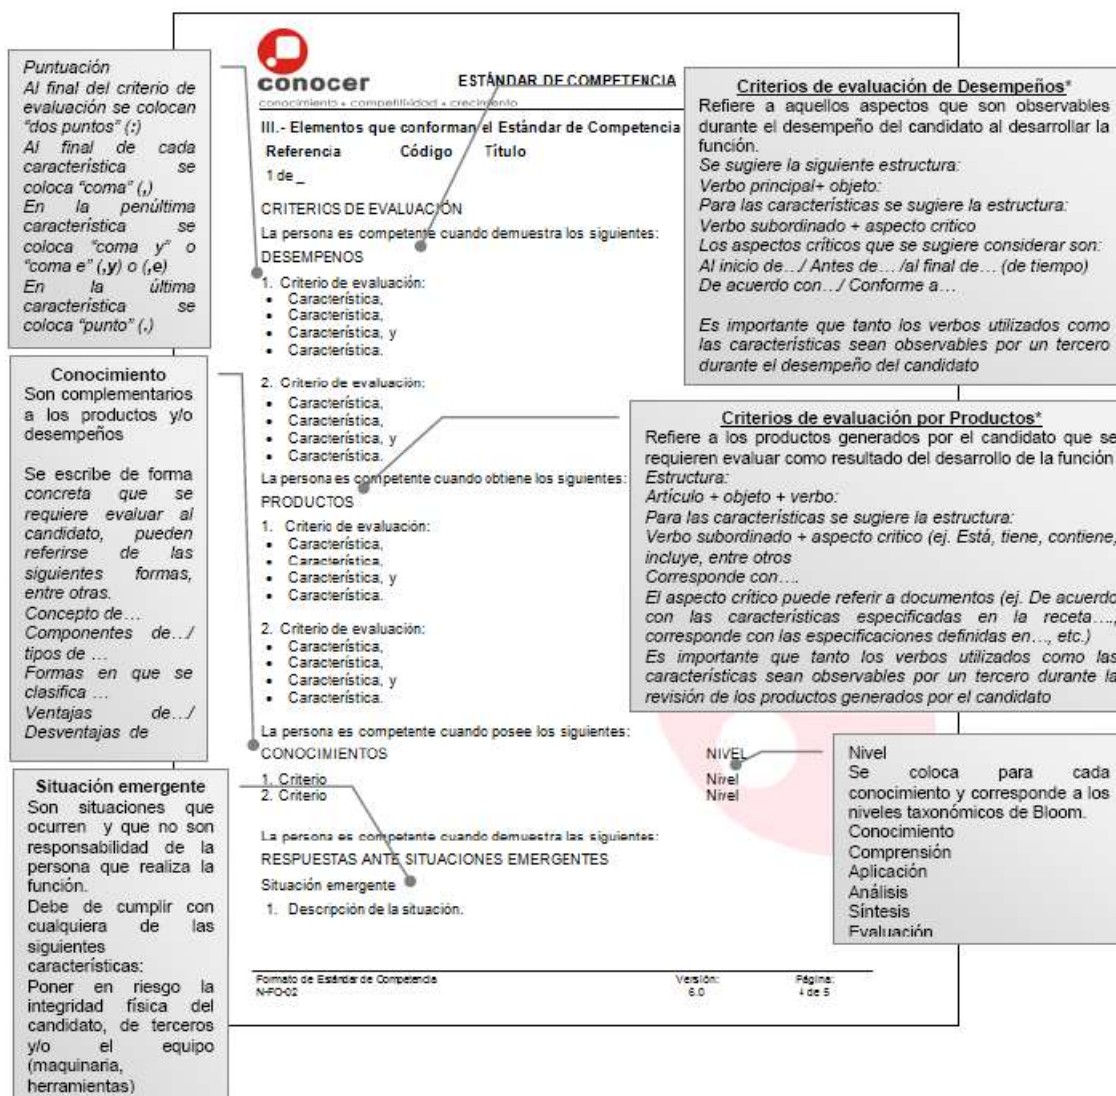 conocer
conocimiento • competitividad • crecimiento
ESTÁNDAR DE COMPETENCIA
III.- Elementos que conforman el Estándar de Competencia
Referencia Código Título
1 de _
CRITERIOS DE EVALUACIÓN
La persona es competente cuando demuestra los siguientes:
DESEMPEÑOS
1. Criterio de evaluación:
• Característica,
• Característica,
• Característica, y
• Característica.
2. Criterio de evaluación:
• Característica,
• Característica,
• Característica, y
• Característica.
La persona es competente cuando obtiene los siguientes:
PRODUCTOS
1. Criterio de evaluación:
• Característica,
• Característica,
• Característica, y
• Característica.
2. Criterio de evaluación:
• Característica,
• Característica,
• Característica, y
• Característica.
La persona es competente cuando posee los siguientes:
CONOCIMIENTOS NIVEL
1. Criterio Nivel
2. Criterio Nivel
La persona es competente cuando demuestra las siguientes:
RESPUESTAS ANTE SITUACIONES EMERGENTES
Situación emergente
1. Descripción de la situación.
Formato de Estándar de Competencia Versión: Página:
N-FO-02 6.0 4 de 5
Puntuación
Al final del criterio de
evaluación se colocan
“dos puntos” (:)
Al final de cada
característica se
coloca “coma” (,)
En la penúltima
característica se
coloca “coma y” o
“coma e” (,y) o (,e)
En la última
característica se
coloca “punto” (.)
Conocimiento
Son complementarios
a los productos y/o
desempeños
Se escribe de forma
concreta que se
requiere evaluar al
candidato, pueden
referirse de las
siguientes formas,
entre otras.
Concepto de…
Componentes de…/
tipos de …
Formas en que se
clasifica …
Ventajas de…/
Desventajas de
Situación emergente
Son situaciones que
ocurren y que no son
responsabilidad de la
persona que realiza la
función.
Debe de cumplir con
cualquiera de las
siguientes
características:
Poner en riesgo la
integridad física del
candidato, de terceros
y/o el equipo
(maquinaria,
herramientas)
Criterios de evaluación de Desempeños*
Refiere a aquellos aspectos que son observables
durante el desempeño del candidato al desarrollar la
función.
Se sugiere la siguiente estructura:
Verbo principal+ objeto:
Para las características se sugiere la estructura:
Verbo subordinado + aspecto critico
Los aspectos críticos que se sugiere considerar son:
Al inicio de…/ Antes de… /al final de… (de tiempo)
De acuerdo con…/ Conforme a…
Es importante que tanto los verbos utilizados como
las características sean observables por un tercero
durante el desempeño del candidato
Criterios de evaluación por Productos*
Refiere a los productos generados por el candidato que se
requieren evaluar como resultado del desarrollo de la función
Estructura:
Artículo + objeto + verbo:
Para las características se sugiere la estructura:
Verbo subordinado + aspecto critico (ej. Está, tiene, contiene,
incluye, entre otros
Corresponde con….
El aspecto crítico puede referir a documentos (ej. De acuerdo
con las características especificadas en la receta….,
corresponde con las especificaciones definidas en…, etc.)
Es importante que tanto los verbos utilizados como las
características sean observables por un tercero durante la
revisión de los productos generados por el candidato
Nivel
Se coloca para cada
conocimiento y corresponde a los
niveles taxonómicos de Bloom.
Conocimiento
Comprensión
Aplicación
Análisis
Síntesis
Evaluación